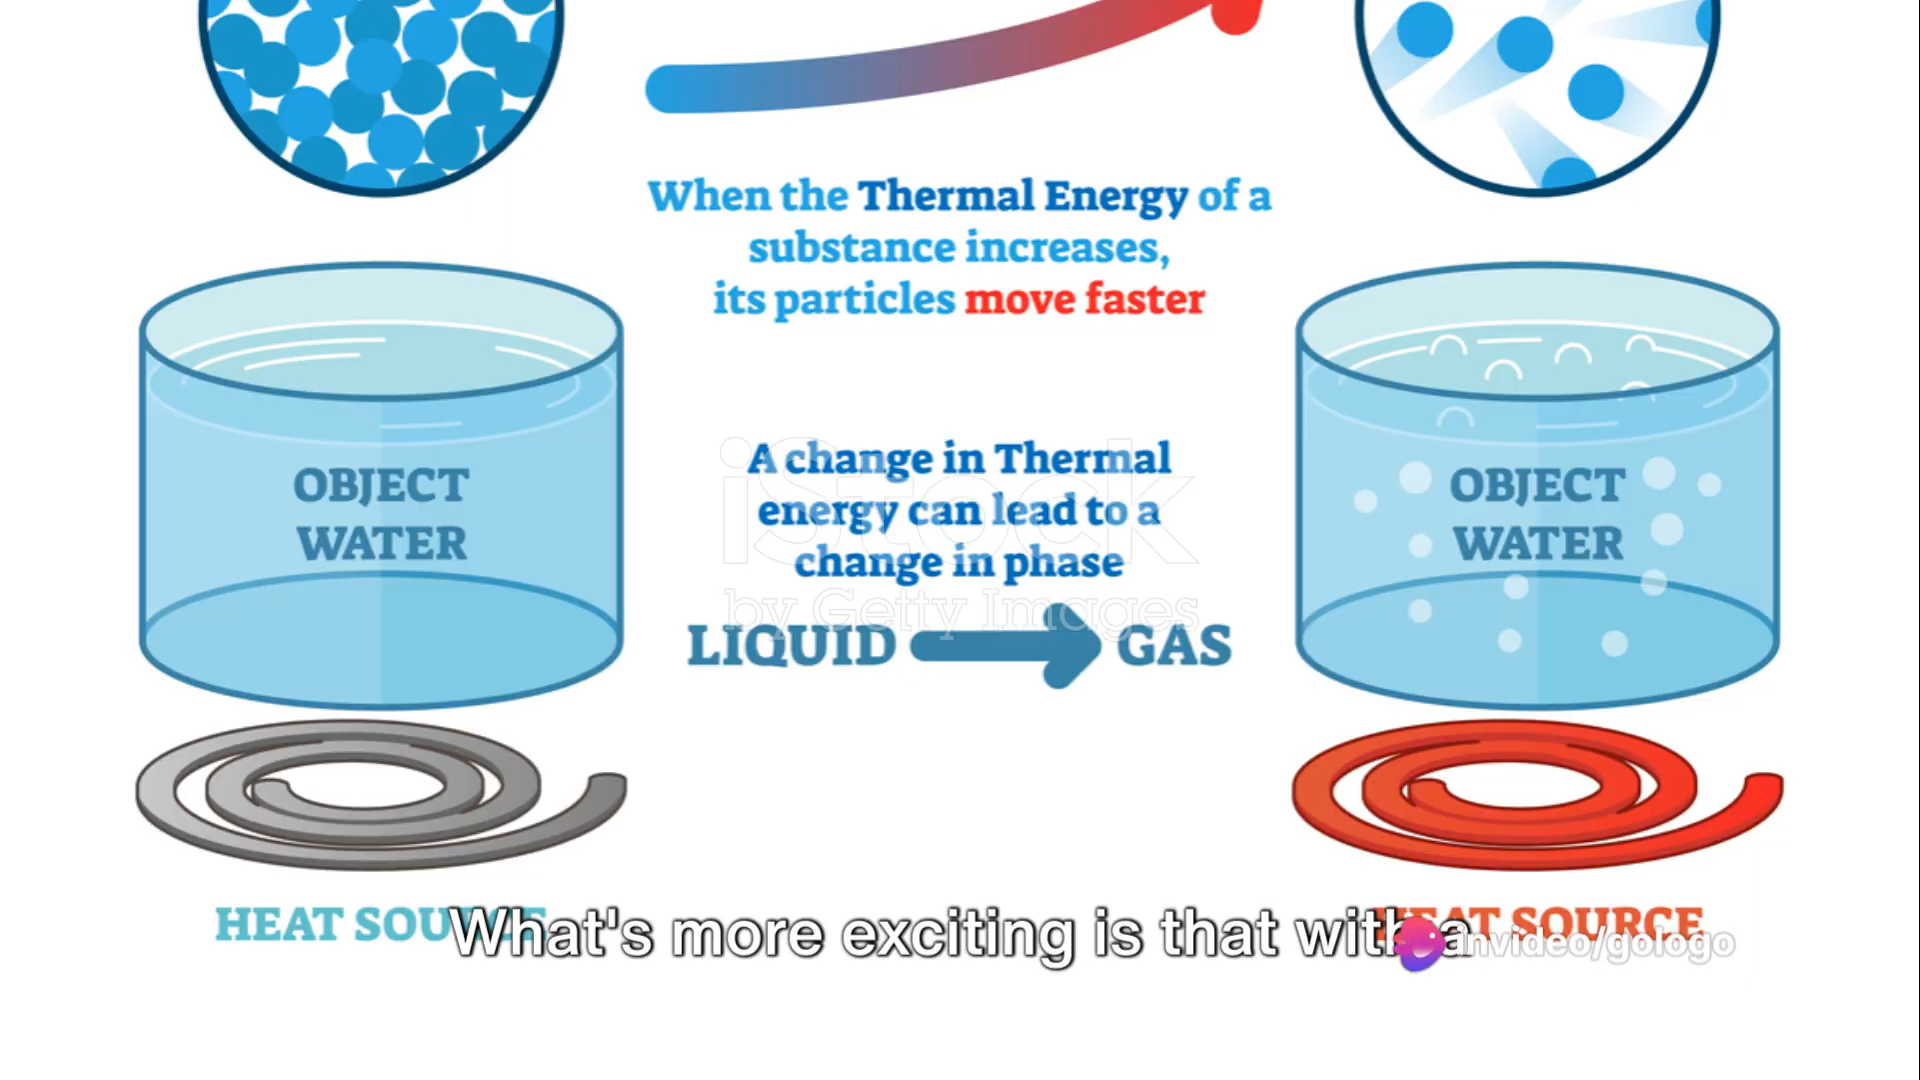 When the Thermal Energy of a
substance increases,
its particles move faster
OBJECT
WATER
A change in Thermal
energy can lead to a
change in phase
iStock
by Getty Images
LIQUID
GAS
OBJECT
WATER
HEAT
HEAT SOURCE
What's more exciting is that with a
invideo/gologo